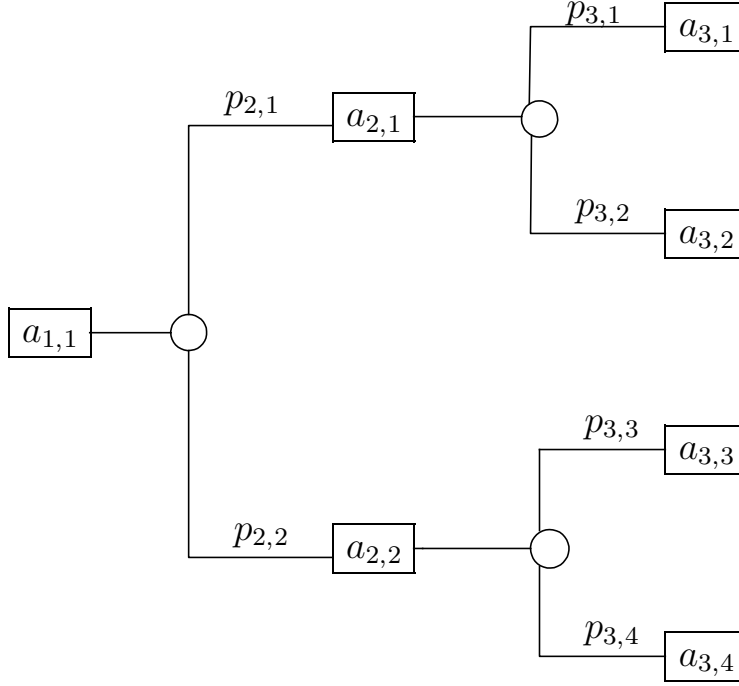 p_{3,1}
a_{3,1}
p_{2,1}
a_{2,1}
p_{3,2}
a_{3,2}
a_{1,1}
p_{3,3}
a_{3,3}
p_{2,2}
a_{2,2}
p_{3,4}
a_{3,4}